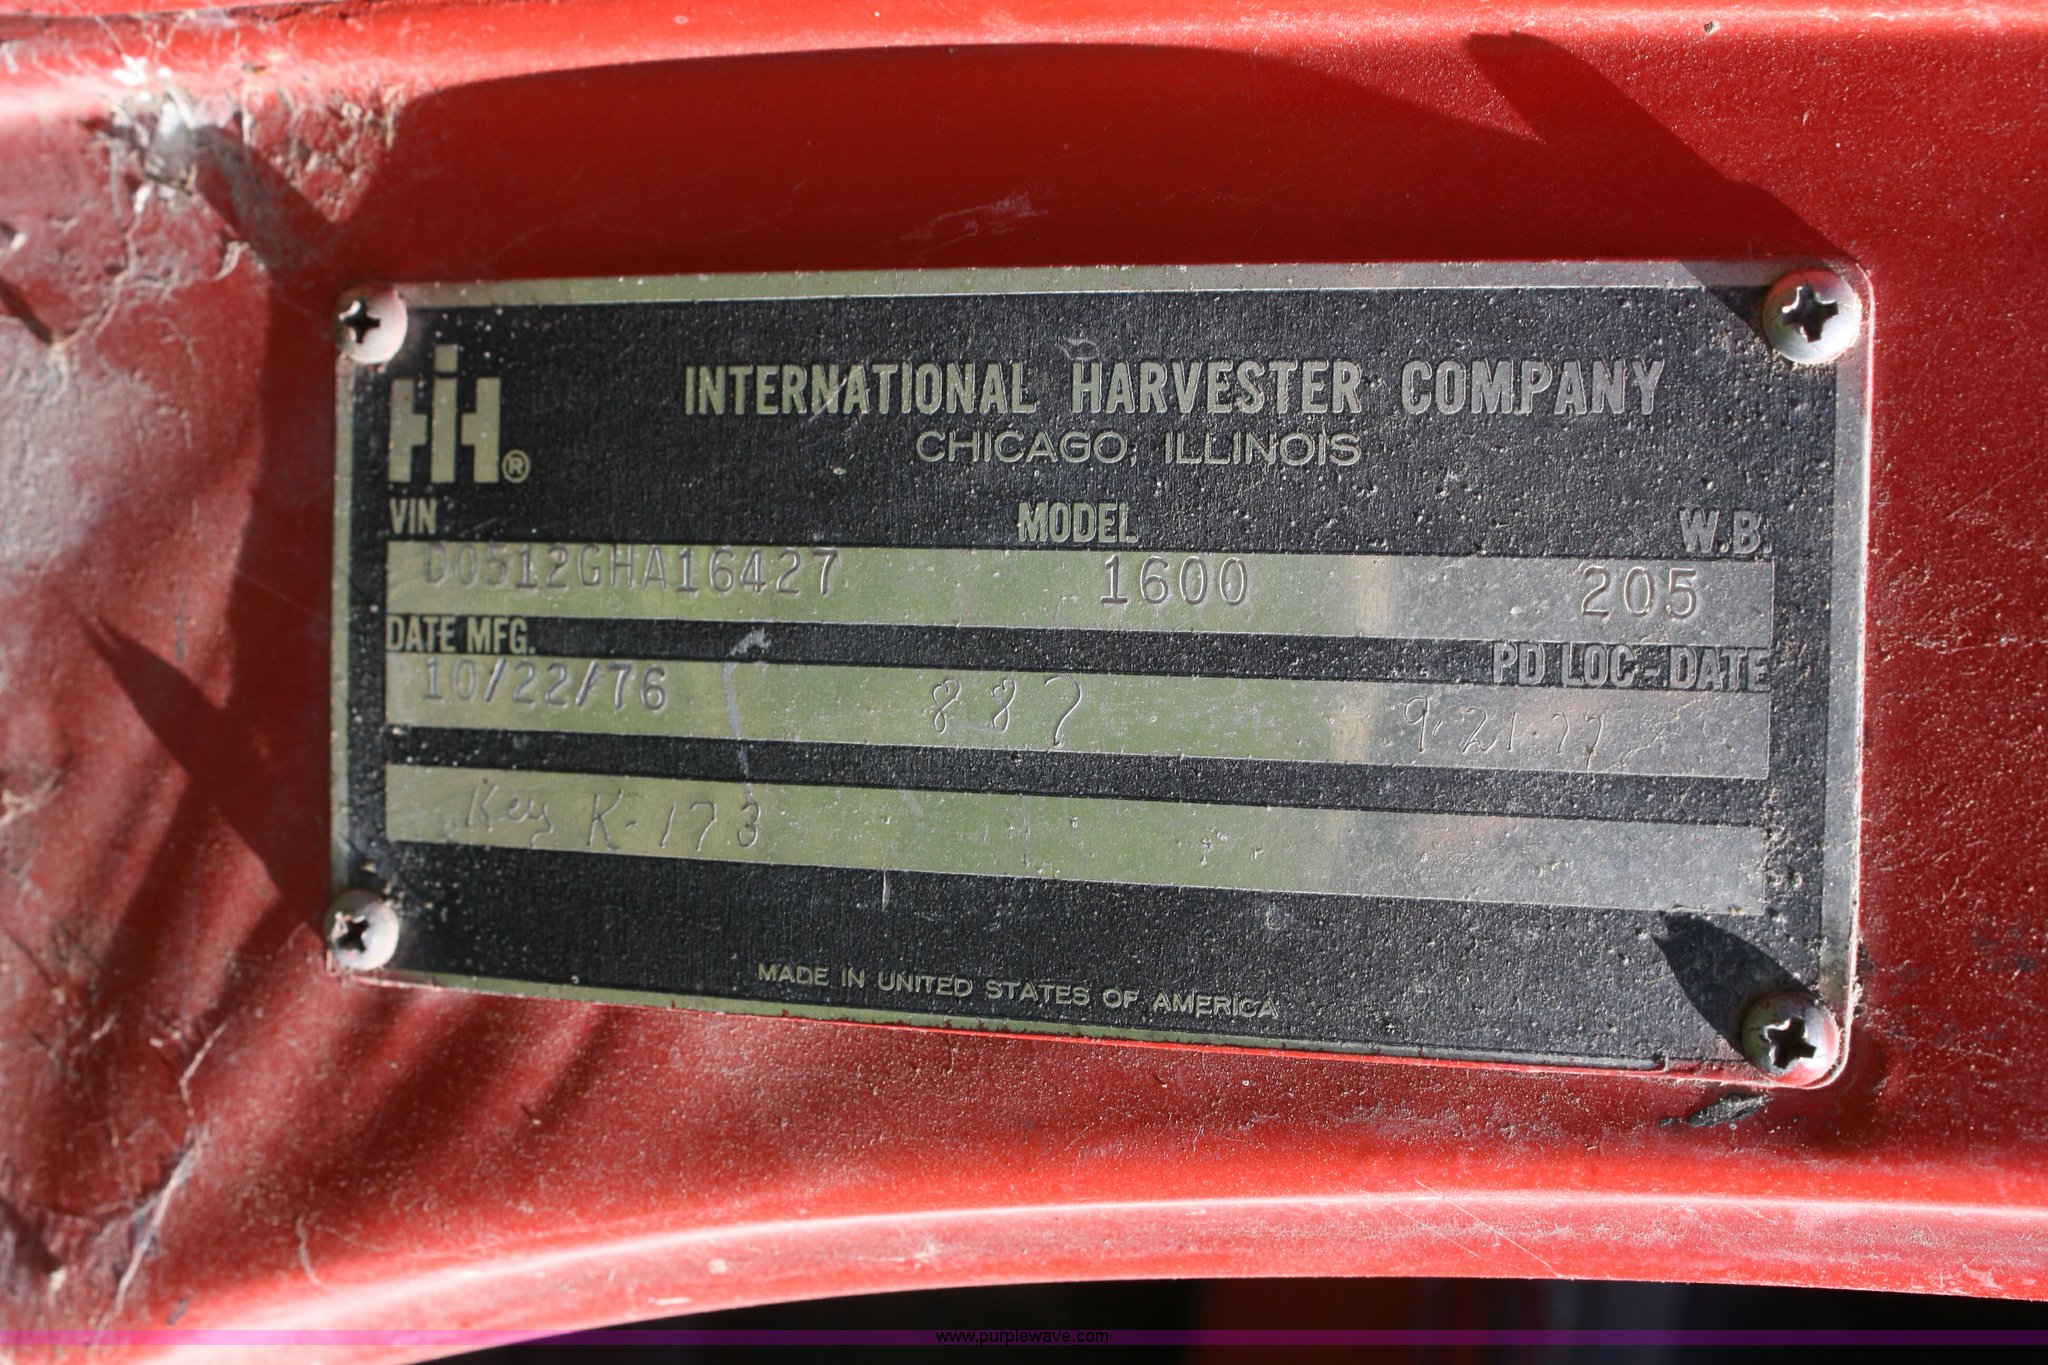 IH®
INTERNATIONAL HARVESTER COMPANY
CHICAGO, ILLINOIS
VIN MODEL W.B.
D0512GHA16427 1600 205
DATE MFG. PD LOC-DATE
10/22/76 887 9-21-77
Key K-173
MADE IN UNITED STATES OF AMERICA
www.purplewave.com